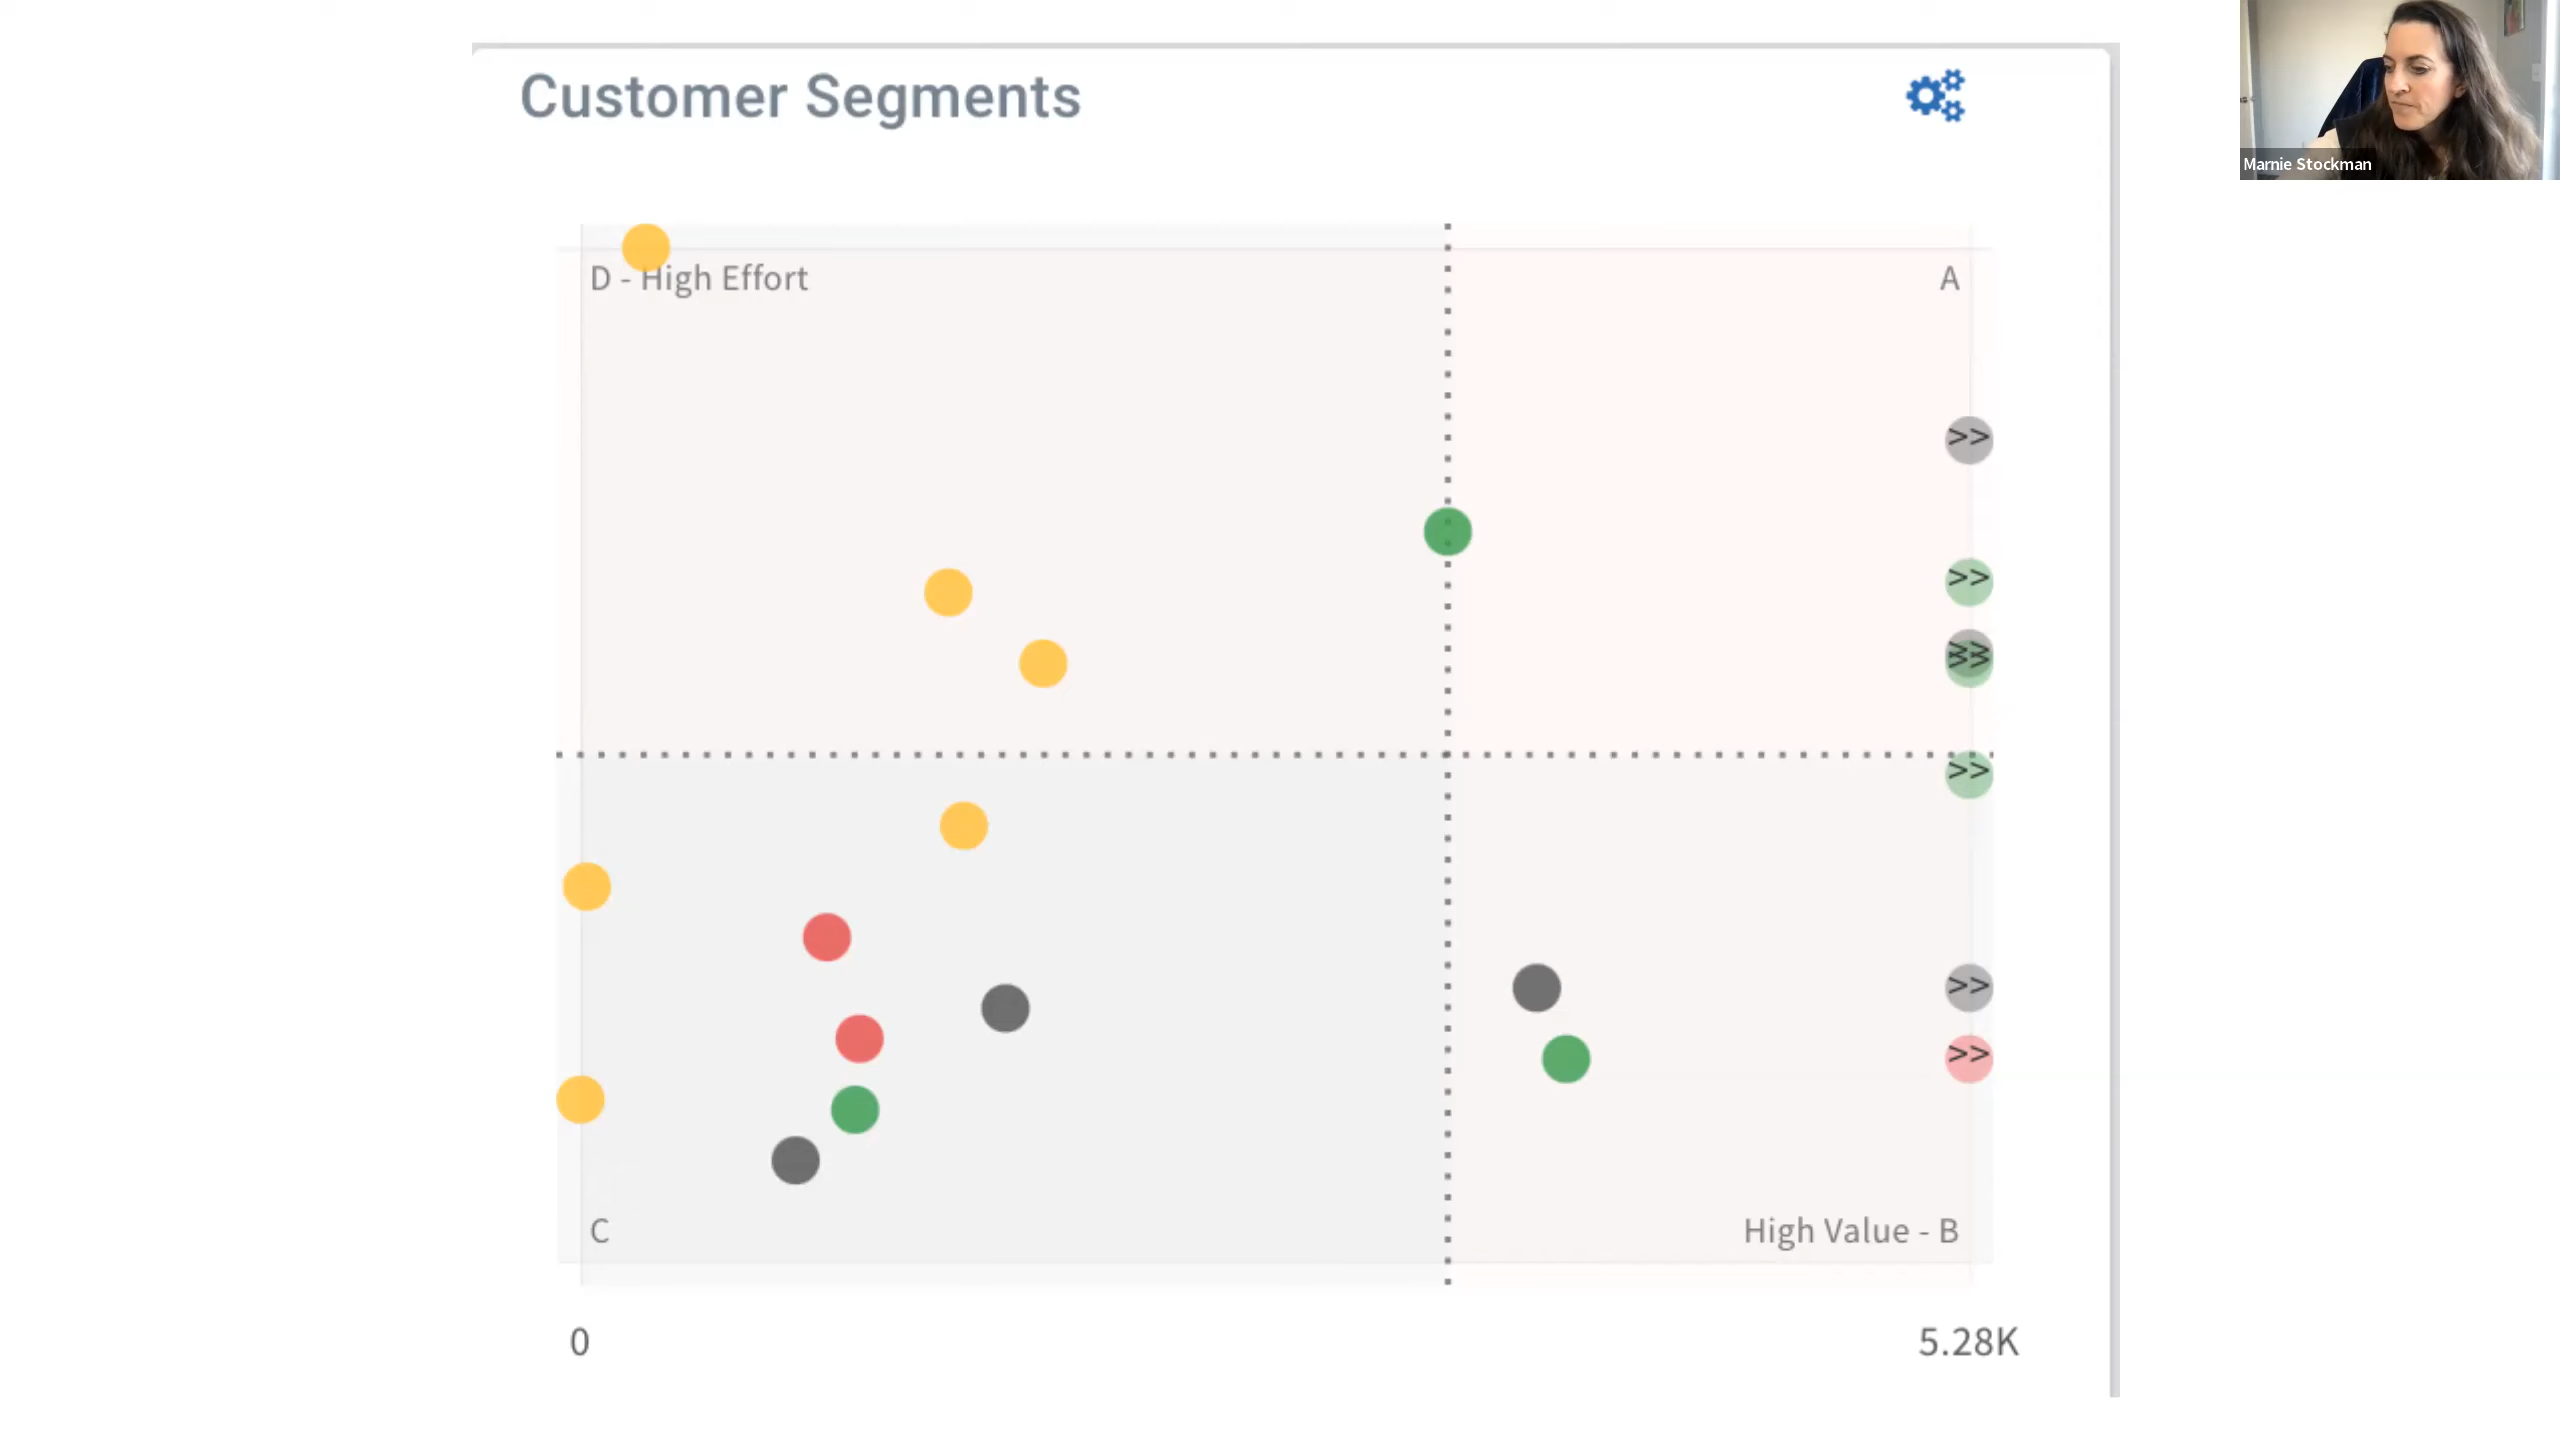 Customer Segments
Marnie Stockman
D - High Effort
A
>>
>>
>>
>>
>>
>>
>>
C
High Value - B
0
5.28K